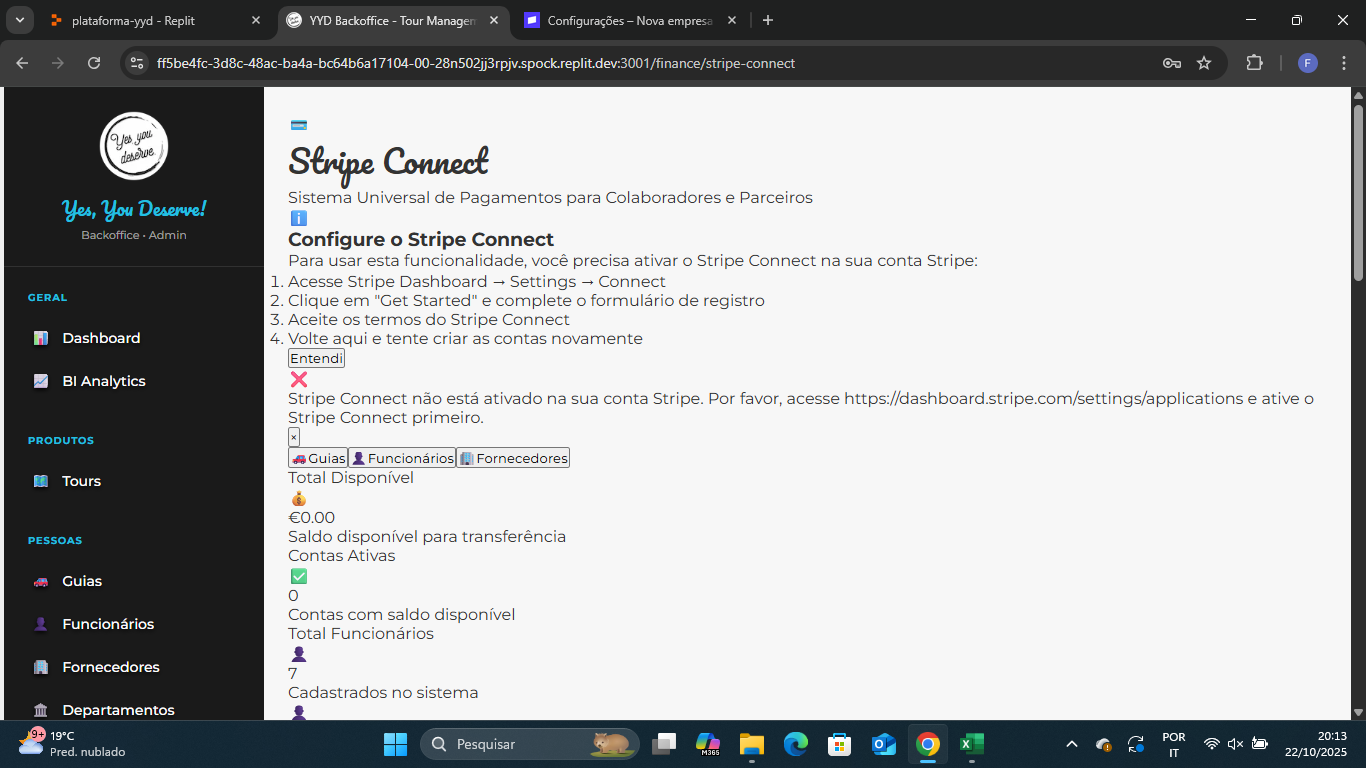 plataforma-yyd - Replit
YYD Backoffice - Tour Managem
Configurações – Nova empresa
ff5be4fc-3d8c-48ac-ba4a-bc64b6a17104-00-28n502jj3rpjv.spock.replit.dev:3001/finance/stripe-connect
F
Yes, you
deserve.
Yes, You Deserve!
Backoffice • Admin
GERAL
Dashboard
BI Analytics
PRODUTOS
Tours
PESSOAS
Guias
Funcionários
Fornecedores
Departamentos
Stripe Connect
Sistema Universal de Pagamentos para Colaboradores e Parceiros
Configure o Stripe Connect
Para usar esta funcionalidade, você precisa ativar o Stripe Connect na sua conta Stripe:
1. Acesse Stripe Dashboard → Settings → Connect
2. Clique em "Get Started" e complete o formulário de registro
3. Aceite os termos do Stripe Connect
4. Volte aqui e tente criar as contas novamente
Entendi
Stripe Connect não está ativado na sua conta Stripe. Por favor, acesse https://dashboard.stripe.com/settings/applications e ative o
Stripe Connect primeiro.
×
Guias Funcionários Fornecedores
Total Disponível
€0.00
Saldo disponível para transferência
Contas Ativas
0
Contas com saldo disponível
Total Funcionários
7
Cadastrados no sistema
9+
19°C
Pred. nublado
Pesquisar
M365
POR
IT
20:13
22/10/2025